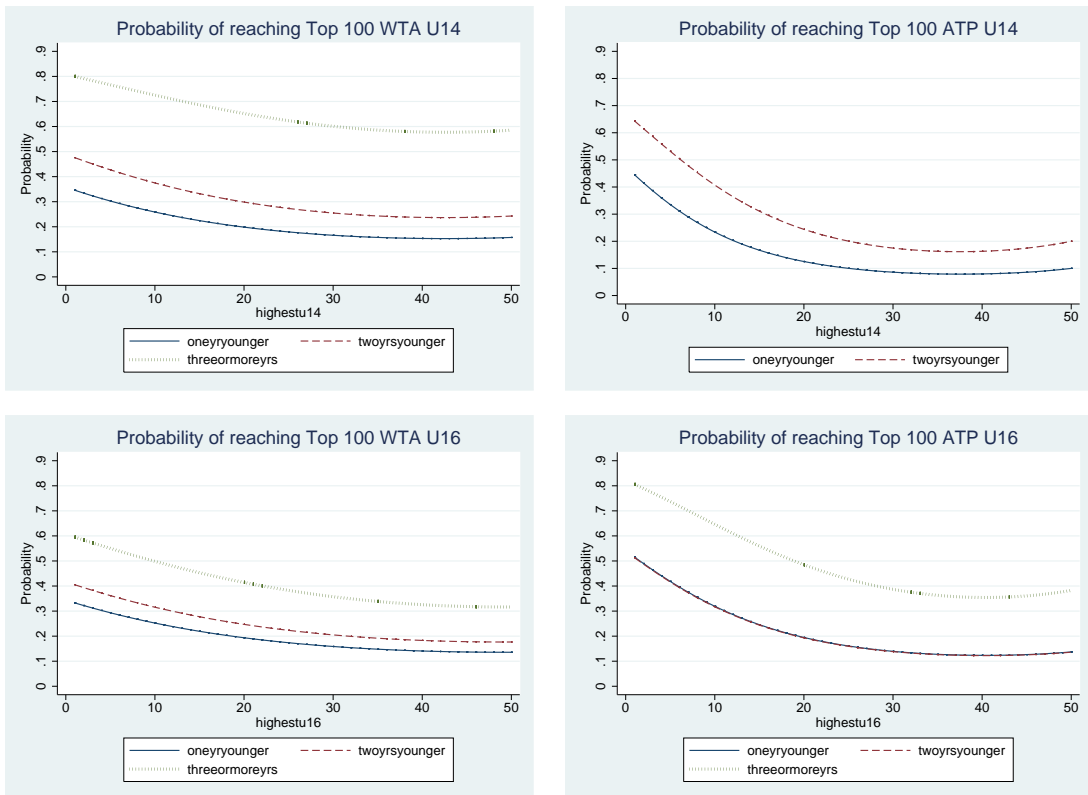 Probability of reaching Top 100 WTA U14
Probability
0 .1 .2 .3 .4 .5 .6 .7 .8 .9
0 10 20 30 40 50
highestu14
oneyryounger twoyrsyounger
threeormoreyrs
Probability of reaching Top 100 ATP U14
Probability
0 .1 .2 .3 .4 .5 .6 .7 .8 .9
0 10 20 30 40 50
highestu14
oneyryounger twoyrsyounger
Probability of reaching Top 100 WTA U16
Probability
0 .1 .2 .3 .4 .5 .6 .7 .8 .9
0 10 20 30 40 50
highestu16
oneyryounger twoyrsyounger
threeormoreyrs
Probability of reaching Top 100 ATP U16
Probability
0 .1 .2 .3 .4 .5 .6 .7 .8 .9
0 10 20 30 40 50
highestu16
oneyryounger twoyrsyounger
threeormoreyrs